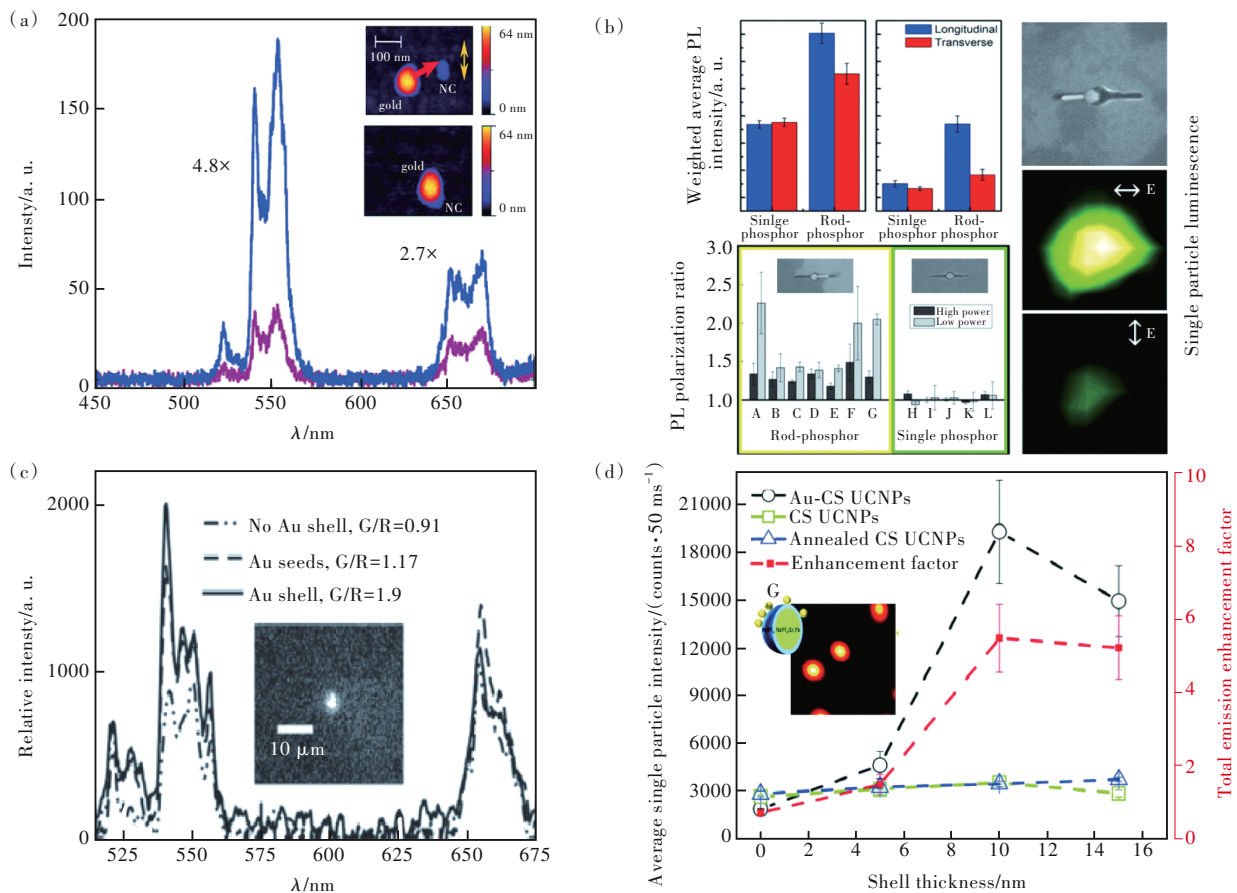 (a)
200
150
100
50
0
Intensty/a. u.
450
500
550
600
650
λ/nm
4.8×
2.7×
100 nm
gold
NC
64 nm
0 nm
gold
NC
64 nm
0 nm
(b)
Weighted average PL
intensity/a. u.
Longitudinal
Transverse
Sinlge
phosphor
Rod-
phosphor
Sinlge
phosphor
Rod-
phosphor
PL polarization ratio
3.0
2.5
2.0
1.5
1.0
High power
Low power
A B C D E F G
H I J K L
Rod-phosphor
Single phosphor
E
E
Single particle luminescence
(c)
2000
1000
0
Relative intensty/a. u.
No Au shell, G/R=0.91
Au seeds, G/R=1.17
Au shell, G/R=1.9
10 μm
525
550
575
600
625
650
675
λ/nm
(d)
Average single particle intensity/(counts·50 ms⁻¹)
21000
18000
15000
12000
9000
6000
3000
0
Au-CS UCNPs
CS UCNPs
Annealed CS UCNPs
Enhancement factor
G
10
8
6
4
2
0
Total emission enhancement factor
0 2 4 6 8 10 12 14 16
Shell thickness/nm